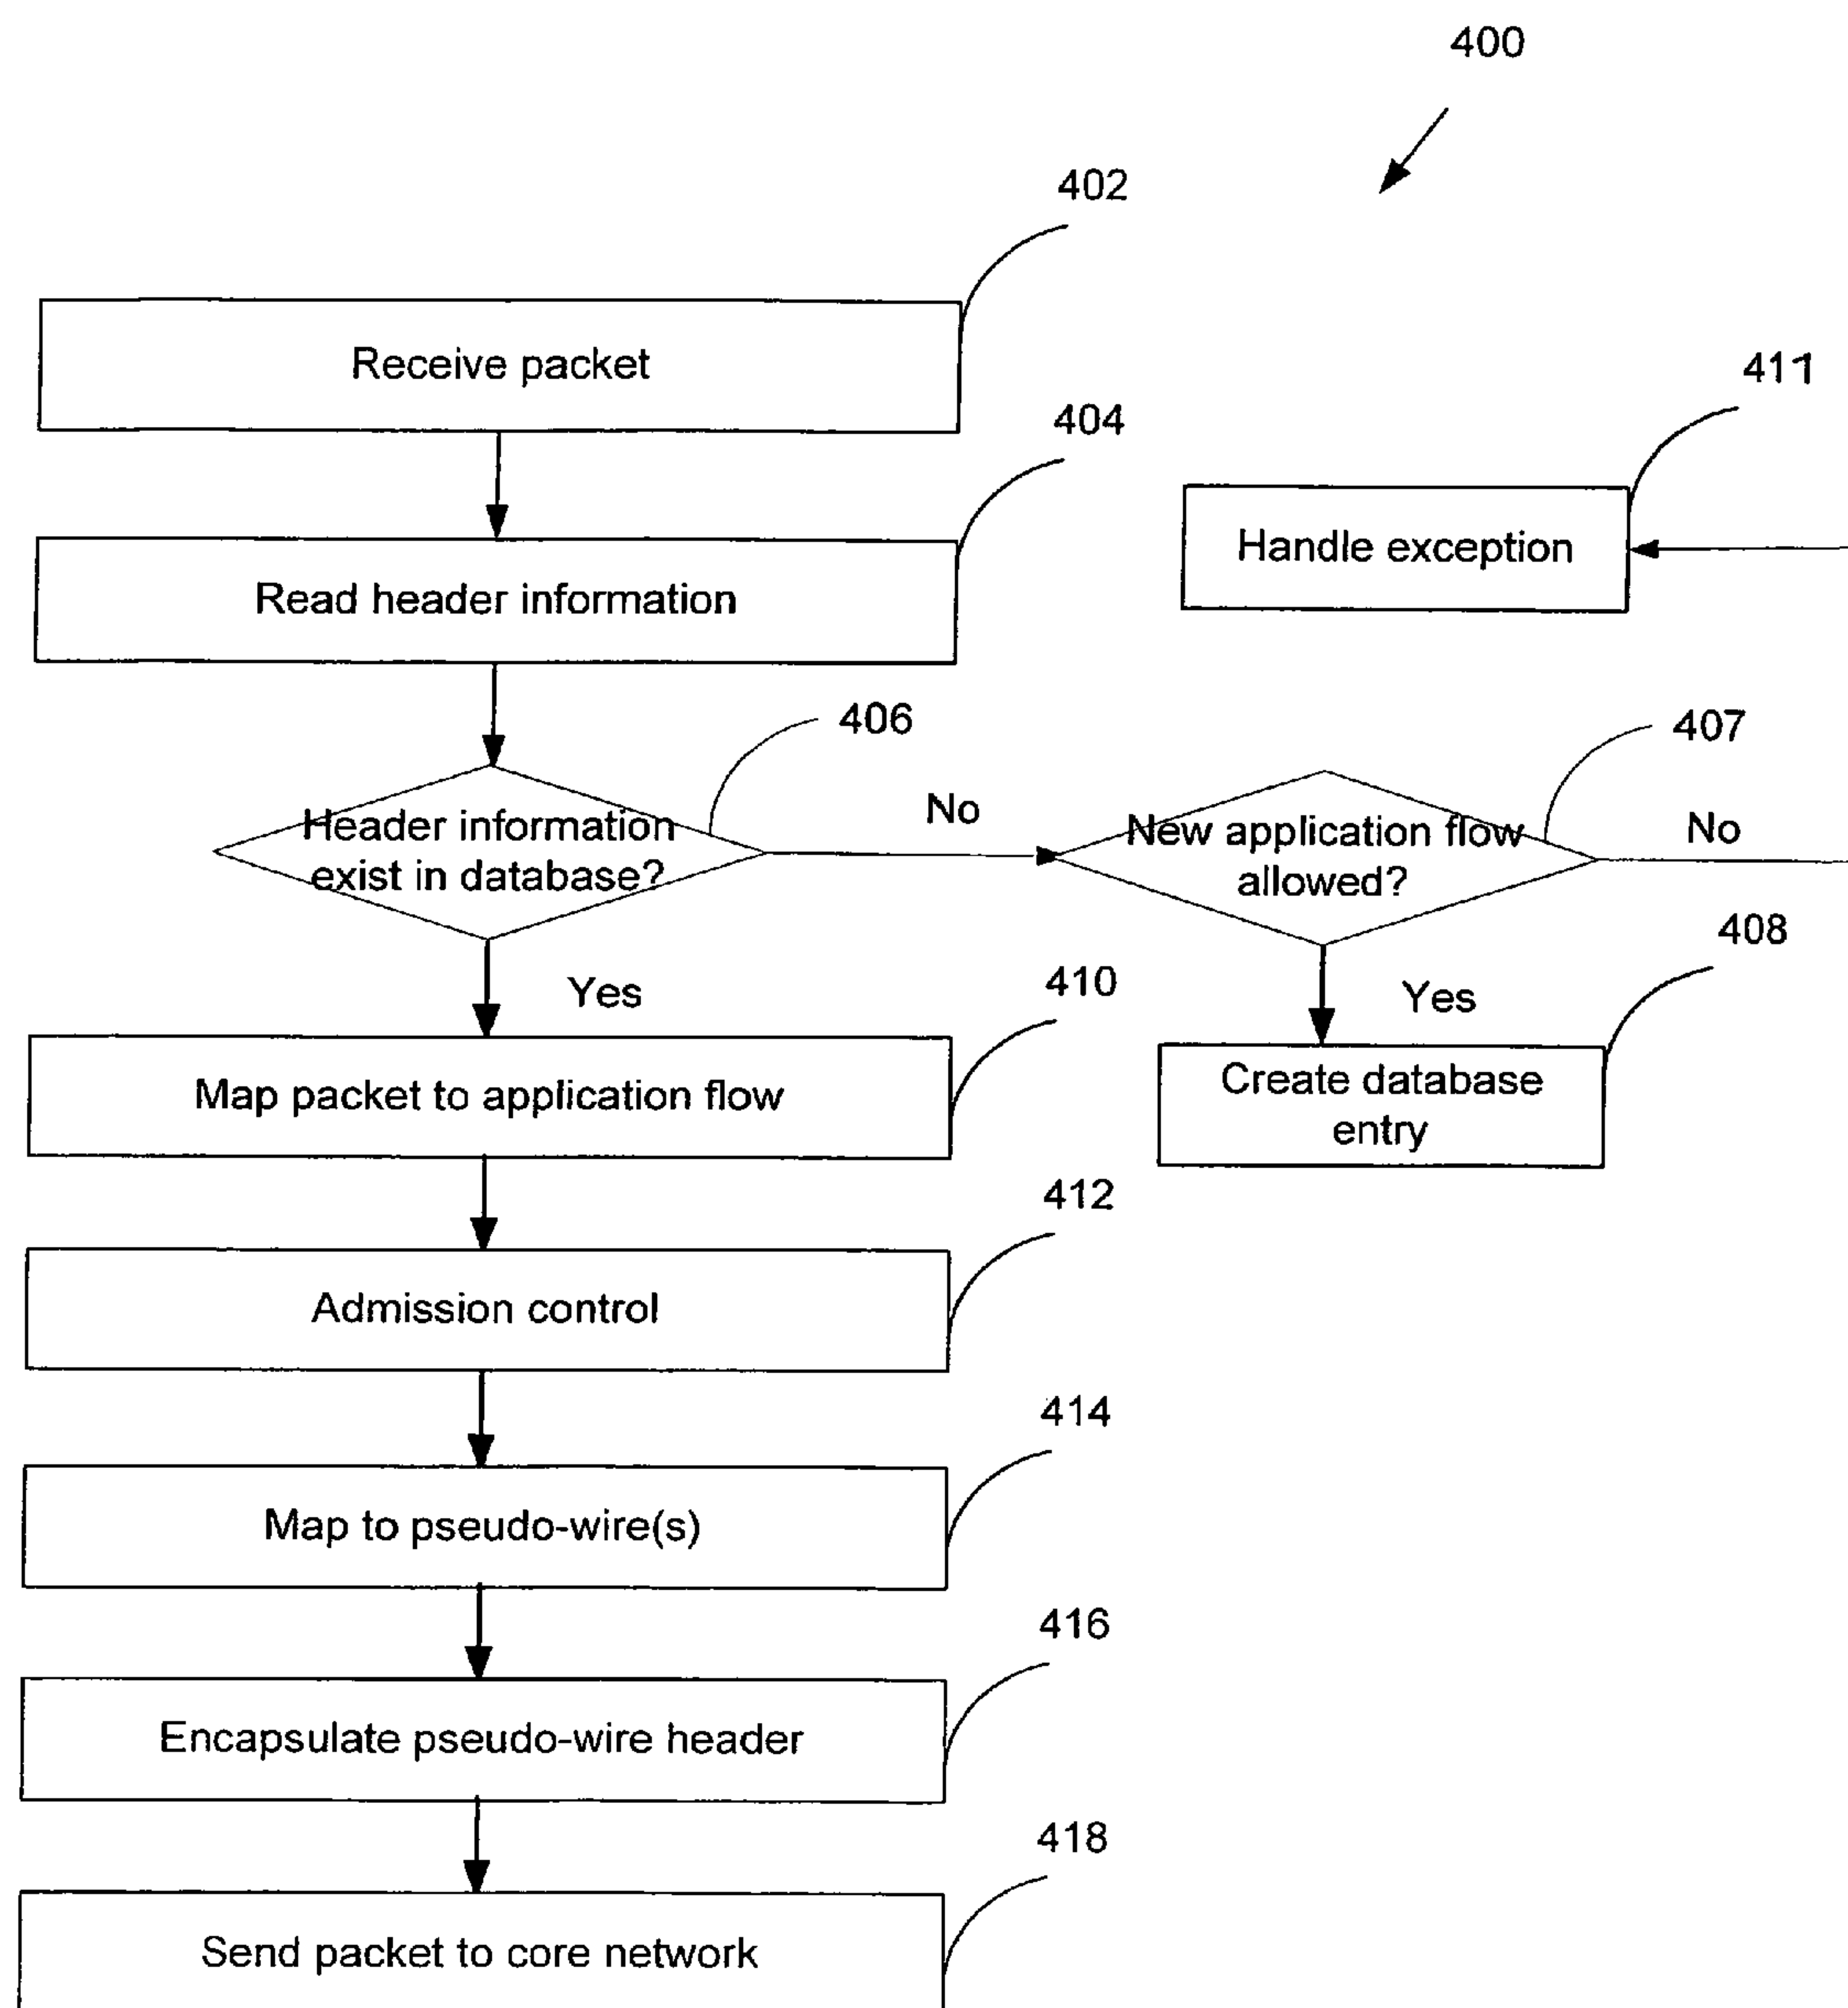 400
402
Receive packet
404
411
Handle exception
Read header information
406
407
Header information
exist in database?
No
New application flow
allowed?
No
408
Yes
410
Yes
Map packet to application flow
Create database
entry
412
Admission control
414
Map to pseudo-wire(s)
416
Encapsulate pseudo-wire header
418
Send packet to core network